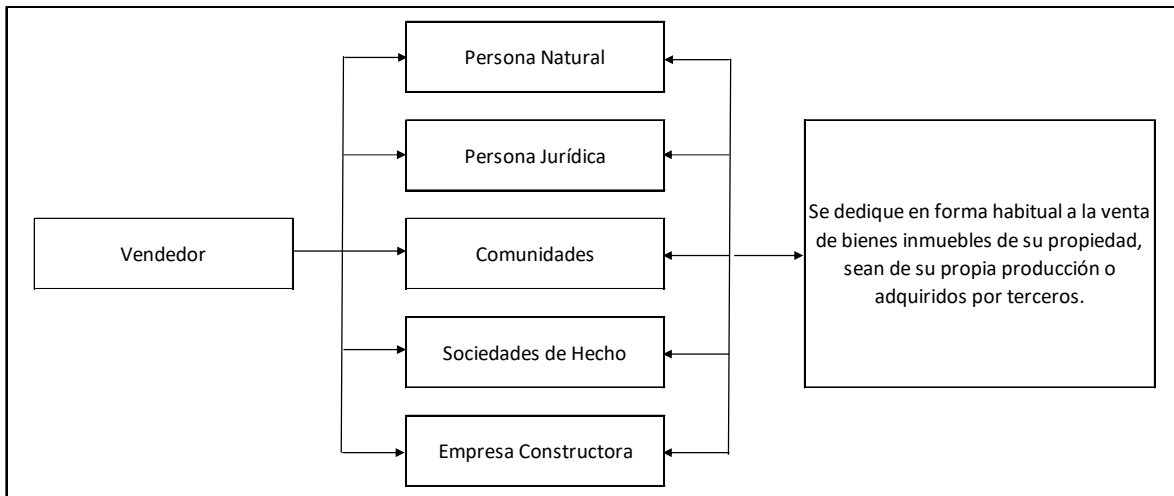 Vendedor
Persona Natural
Persona Jurídica
Comunidades
Sociedades de Hecho
Empresa Constructora
Se dedique en forma habitual a la venta
de bienes inmuebles de su propiedad,
sean de su propia producción o
adquiridos por terceros.